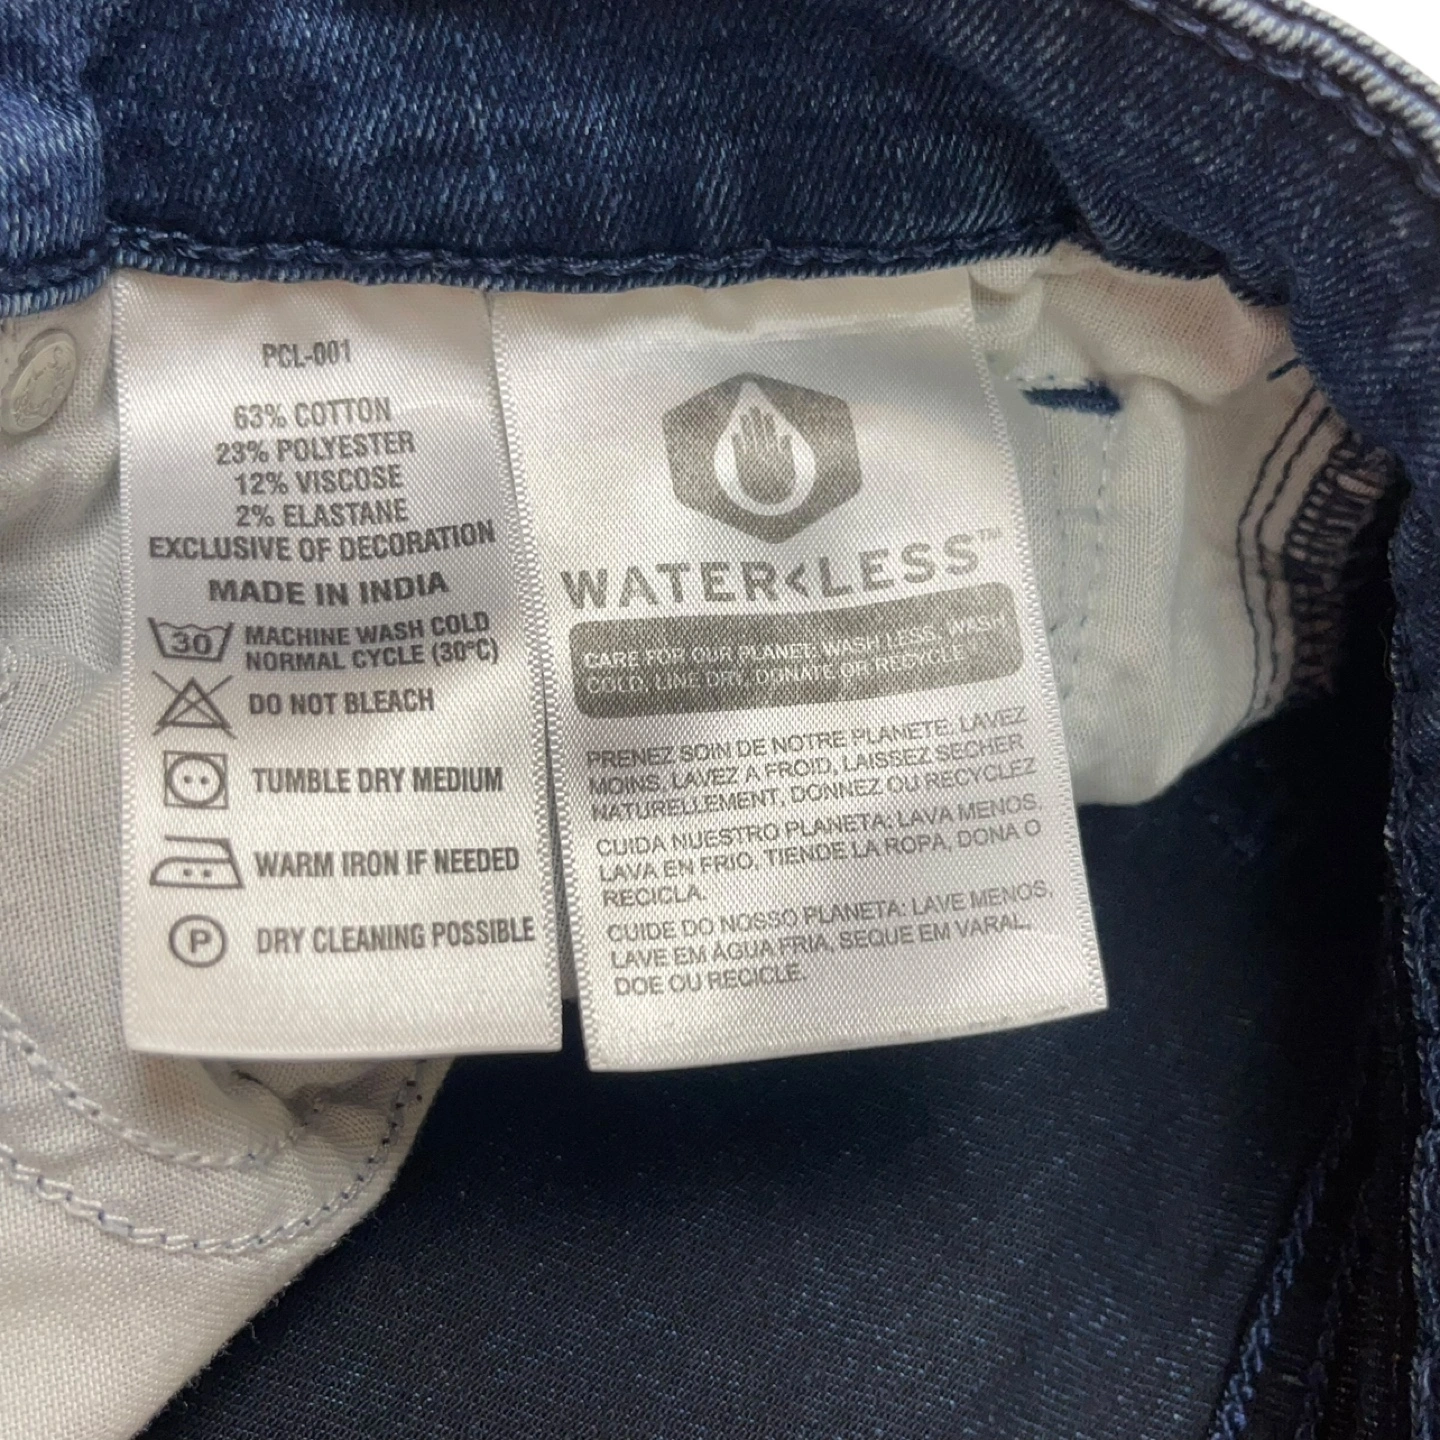 PCL-001
63% COTTON
23% POLYESTER
12% VISCOSE
2% ELASTANE
EXCLUSIVE OF DECORATION
MADE IN INDIA
30 MACHINE WASH COLD
NORMAL CYCLE (30°C)
DO NOT BLEACH
TUMBLE DRY MEDIUM
WARM IRON IF NEEDED
P DRY CLEANING POSSIBLE
WATER<LESS™
CARE FOR OUR PLANET: WASH LESS, WASH
COLD, LINE DRY, DONATE OR RECYCLE
PRENEZ SOIN DE NOTRE PLANETE: LAVEZ
MOINS, LAVEZ A FROID, LAISSEZ SECHER
NATURELLEMENT, DONNEZ OU RECYCLEZ
CUIDA NUESTRO PLANETA: LAVA MENOS,
LAVA EN FRIO, TIENDE LA ROPA, DONA O
RECICLA.
CUIDE DO NOSSO PLANETA: LAVE MENOS,
LAVE EM ÁGUA FRIA, SEQUE EM VARAL,
DOE OU RECICLE.